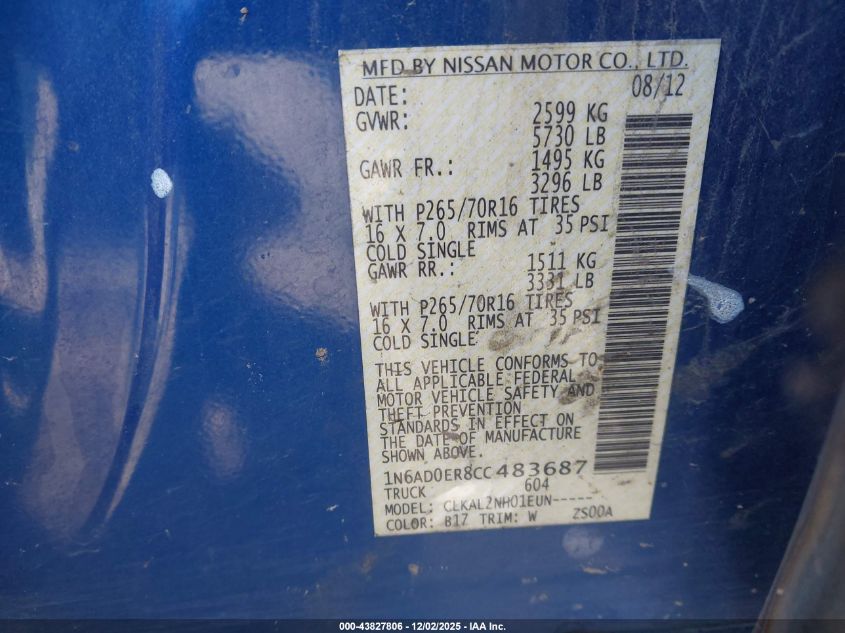 MFD BY NISSAN MOTOR CO., LTD.
DATE: 08/12
GVWR: 2599 KG
5730 LB
GAWR FR.: 1495 KG
3296 LB
WITH P265/70R16 TIRES
16 X 7.0 RIMS AT 35 PSI
COLD SINGLE
GAWR RR.: 1511 KG
3331 LB
WITH P265/70R16 TIRES
16 X 7.0 RIMS AT 35 PSI
COLD SINGLE
THIS VEHICLE CONFORMS TO
ALL APPLICABLE FEDERAL
MOTOR VEHICLE SAFETY AND
THEFT PREVENTION
STANDARDS IN EFFECT ON
THE DATE OF MANUFACTURE
SHOWN ABOVE.
1N6AD0ER8CC483687
TRUCK 604
MODEL: CLKAL2NH01EUN-----
COLOR: B17 TRIM: W ZS00A
000-43827806 - 12/02/2025 - IAA Inc.